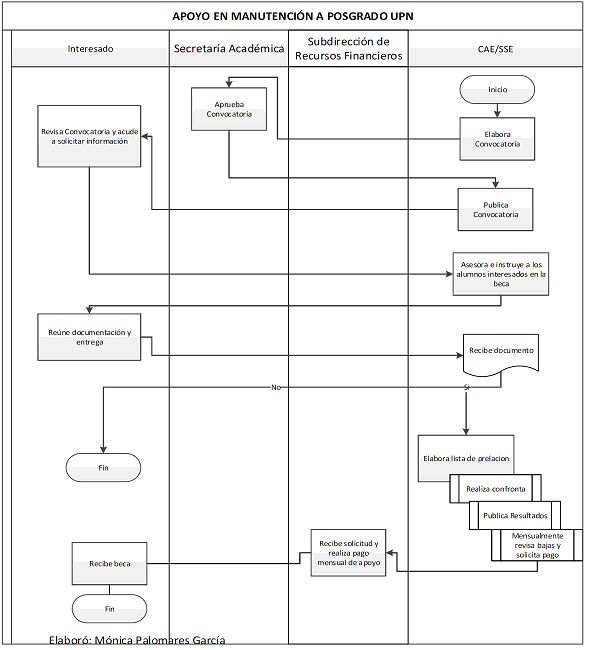 APOYO EN MANUTENCIÓN A POSGRADO UPN
Interesado
Secretaría Académica
Subdirección de
Recursos Financieros
CAE/SSE
Inicio
Aprueba
Convocatoria
Elabora
Convocatoria
Revisa Convocatoria y acude
a solicitar información
Publica
Convocatoria
Asesora e instruye a los
alumnos interesados en la
beca
Reúne documentación y
entrega
Recibe documento
No
Si
Elabora lista de prelacion
Fin
Realiza confronta
Publica Resultados
Mensualmente
revisa bajas y
solicita pago
Recibe solicitud y
realiza pago
mensual de apoyo
Recibe beca
Fin
Elaboró: Mónica Palomares García